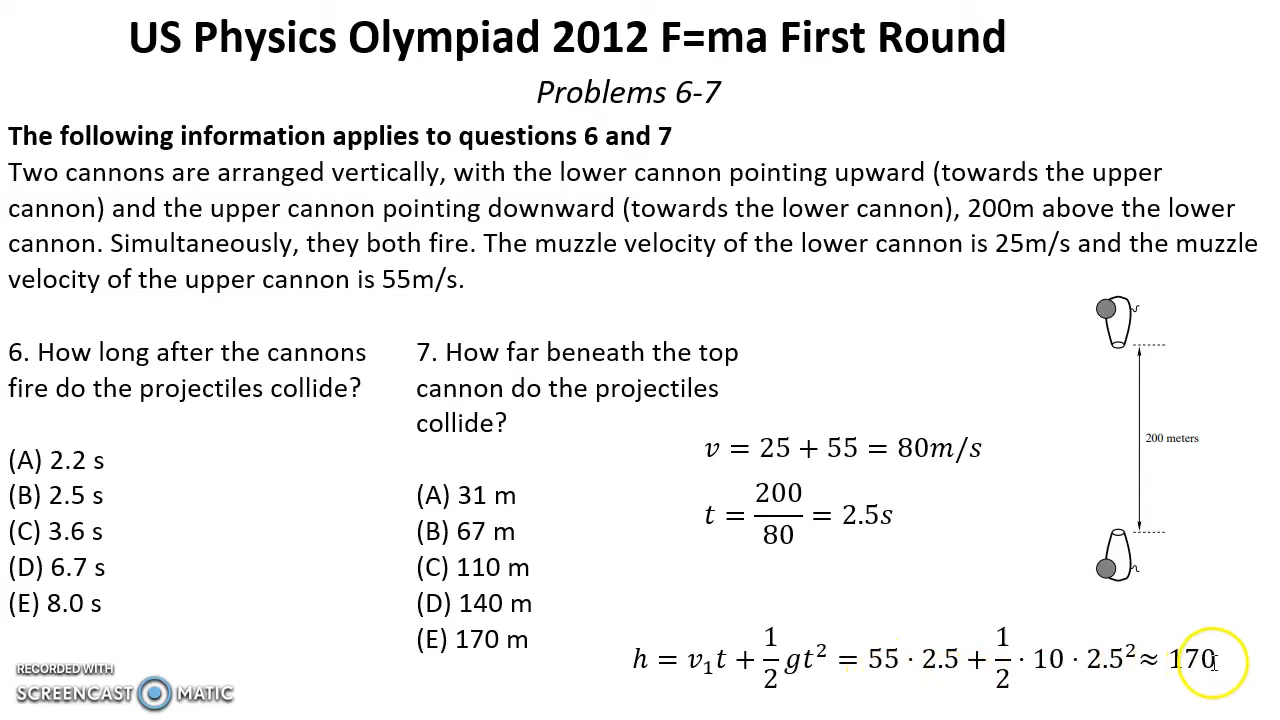 US Physics Olympiad 2012 F=ma First Round
Problems 6-7
The following information applies to questions 6 and 7
Two cannons are arranged vertically, with the lower cannon pointing upward (towards the upper
cannon) and the upper cannon pointing downward (towards the lower cannon), 200m above the lower
cannon. Simultaneously, they both fire. The muzzle velocity of the lower cannon is 25m/s and the muzzle
velocity of the upper cannon is 55m/s.
6. How long after the cannons
fire do the projectiles collide?
(A) 2.2 s
(B) 2.5 s
(C) 3.6 s
(D) 6.7 s
(E) 8.0 s
7. How far beneath the top
cannon do the projectiles
collide?
(A) 31 m
(B) 67 m
(C) 110 m
(D) 140 m
(E) 170 m
v = 25 + 55 = 80m/s
t = 200/80 = 2.5s
h = v₁t + 1/2 gt² = 55 · 2.5 + 1/2 · 10 · 2.5² ≈ 170
200 meters
RECORDED WITH
SCREENCAST MATIC